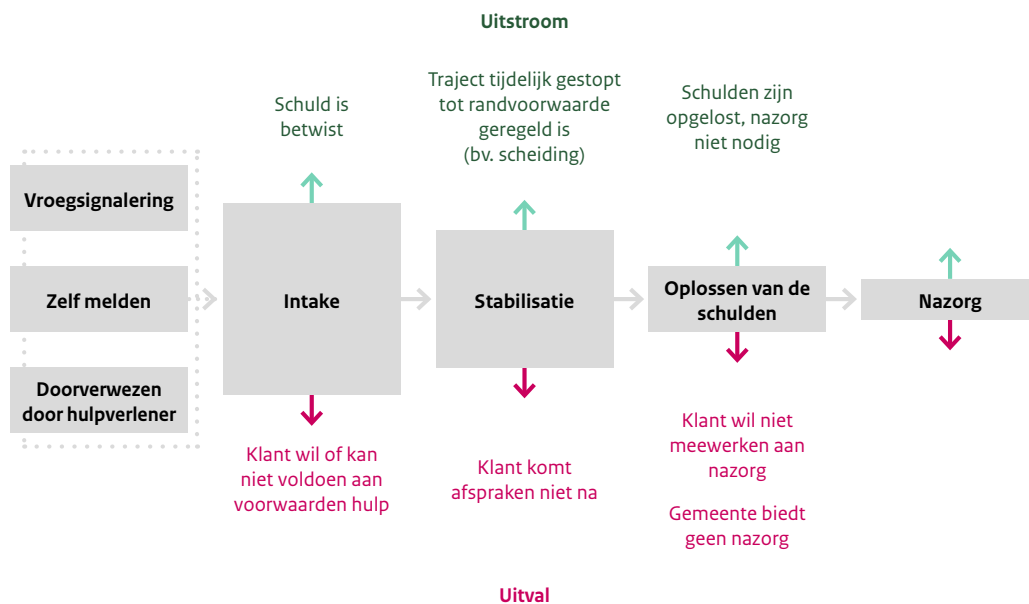 Uitstroom
Schuld is
betwist
Traject tijdelijk gestopt
tot randvoorwaarde
geregeld is
(bv. scheiding)
Schulden zijn
opgelost, nazorg
niet nodig
Vroegsignalering
Zelf melden
Doorverwezen
door hulpverlener
Intake
Stabilisatie
Oplossen van de
schulden
Nazorg
Klant wil of kan
niet voldoen aan
voorwaarden hulp
Klant komt
afspraken niet na
Klant wil niet
meewerken aan
nazorg
Gemeente biedt
geen nazorg
Uitval